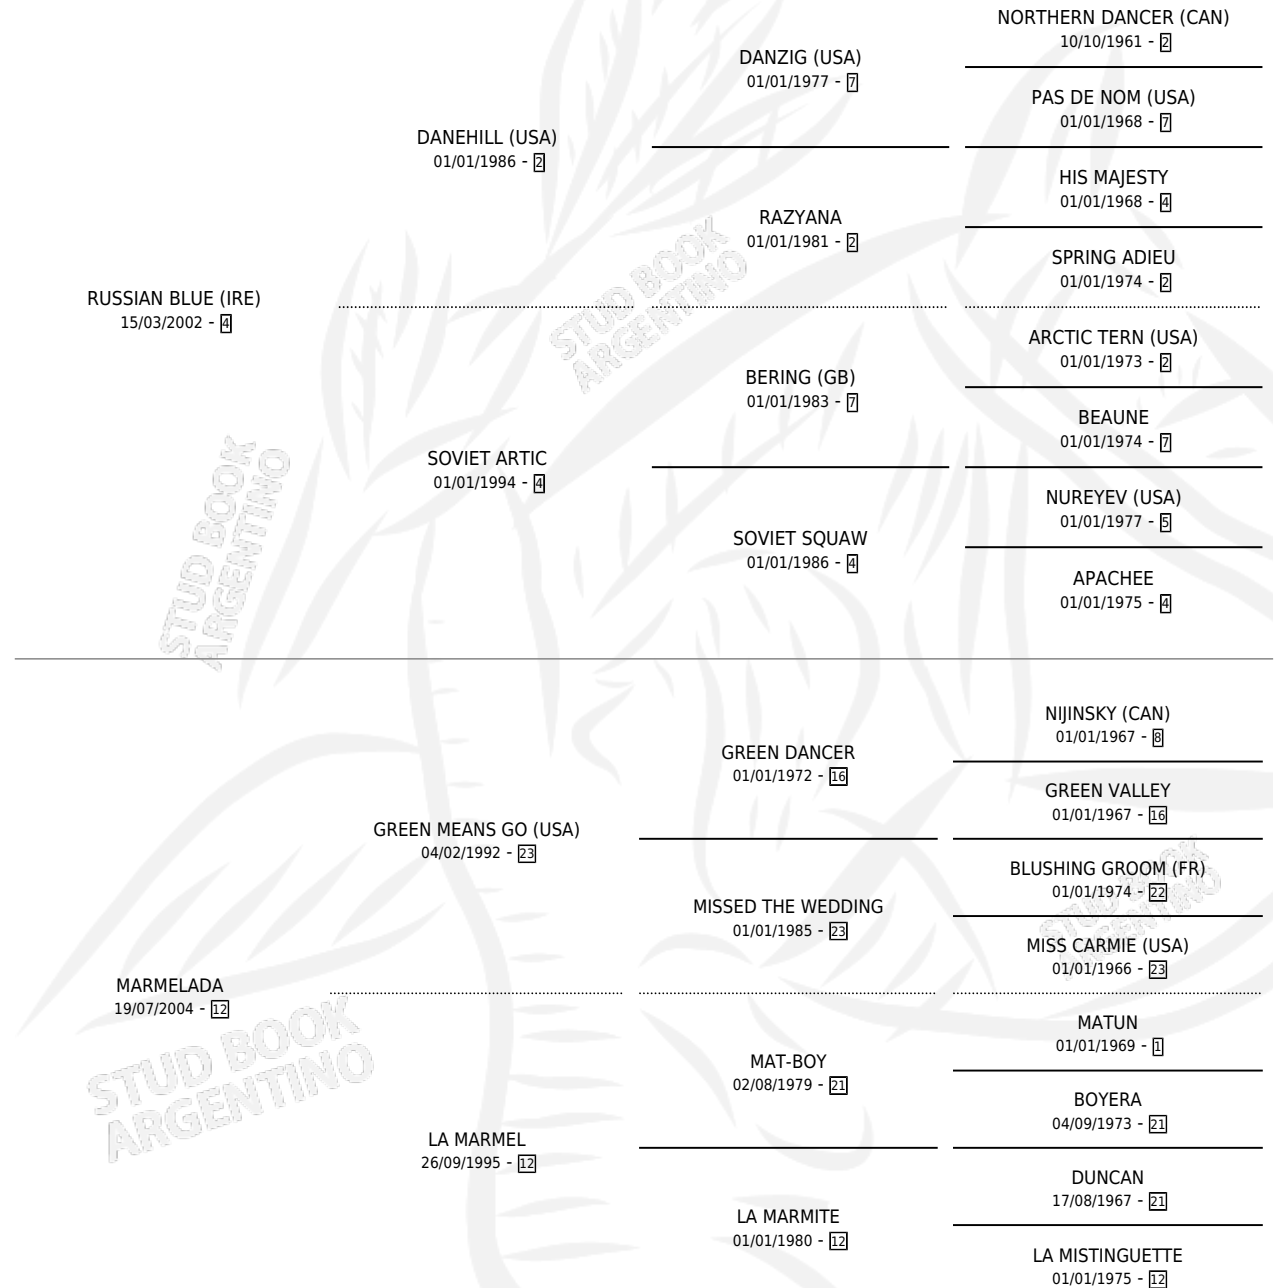 NORTHERN DANCER (CAN)
10/10/1961 - 2
DANZIG (USA)
01/01/1977 - 7
PAS DE NOM (USA)
01/01/1968 - 7
DANEHILL (USA)
01/01/1986 - 2
HIS MAJESTY
01/01/1968 - 4
RAZYANA
01/01/1981 - 2
SPRING ADIEU
01/01/1974 - 2
RUSSIAN BLUE (IRE)
15/03/2002 - 4
ARCTIC TERN (USA)
01/01/1973 - 2
BERING (GB)
01/01/1983 - 7
BEAUNE
01/01/1974 - 7
SOVIET ARTIC
01/01/1994 - 4
NUREYEV (USA)
01/01/1977 - 5
SOVIET SQUAW
01/01/1986 - 4
APACHEE
01/01/1975 - 4
NIJINSKY (CAN)
01/01/1967 - 8
GREEN DANCER
01/01/1972 - 16
GREEN VALLEY
01/01/1967 - 16
GREEN MEANS GO (USA)
04/02/1992 - 23
BLUSHING GROOM (FR)
01/01/1974 - 22
MISSED THE WEDDING
01/01/1985 - 23
MISS CARMIE (USA)
01/01/1966 - 23
MARMELADA
19/07/2004 - 12
MATUN
01/01/1969 - 1
MAT-BOY
02/08/1979 - 21
BOYERA
04/09/1973 - 21
LA MARMEL
26/09/1995 - 12
DUNCAN
17/08/1967 - 21
LA MARMITE
01/01/1980 - 12
LA MISTINGUETTE
01/01/1975 - 12
STUD BOOK
ARGENTINO
STUD BOOK
ARGENTINO
STUD BOOK
ARGENTINO
STUD BOOK
ARGENTINO